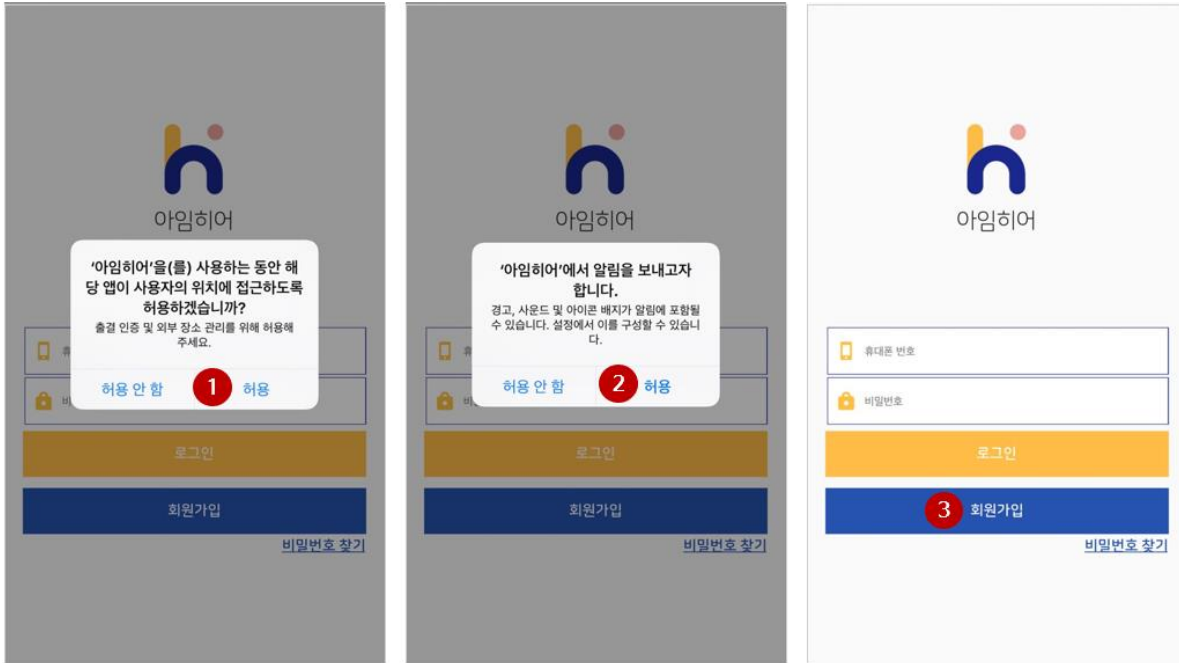 아임히어
‘아임히어’을(를) 사용하는 동안 해
당 앱이 사용자의 위치에 접근하도록
허용하겠습니까?
출결 인증 및 외부 장소 관리를 위해 허용해
주세요.
허용 안 함 1 허용
로그인
회원가입
비밀번호 찾기
아임히어
‘아임히어’에서 알림을 보내고자
합니다.
경고, 사운드 및 아이콘 배지가 알림에 포함될
수 있습니다. 설정에서 이를 구성할 수 있습니
다.
허용 안 함 2 허용
로그인
회원가입
비밀번호 찾기
아임히어
휴대폰 번호
비밀번호
로그인
3 회원가입
비밀번호 찾기